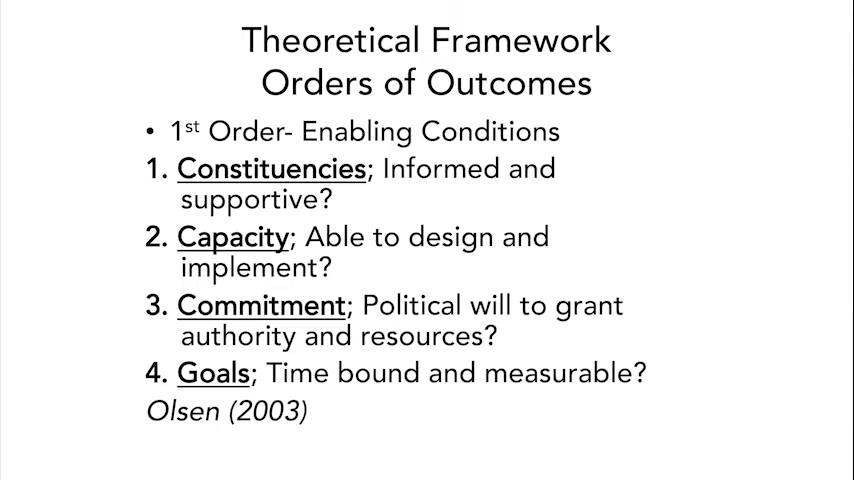 Theoretical Framework
Orders of Outcomes
• 1st Order- Enabling Conditions
1. Constituencies; Informed and
supportive?
2. Capacity; Able to design and
implement?
3. Commitment; Political will to grant
authority and resources?
4. Goals; Time bound and measurable?
Olsen (2003)